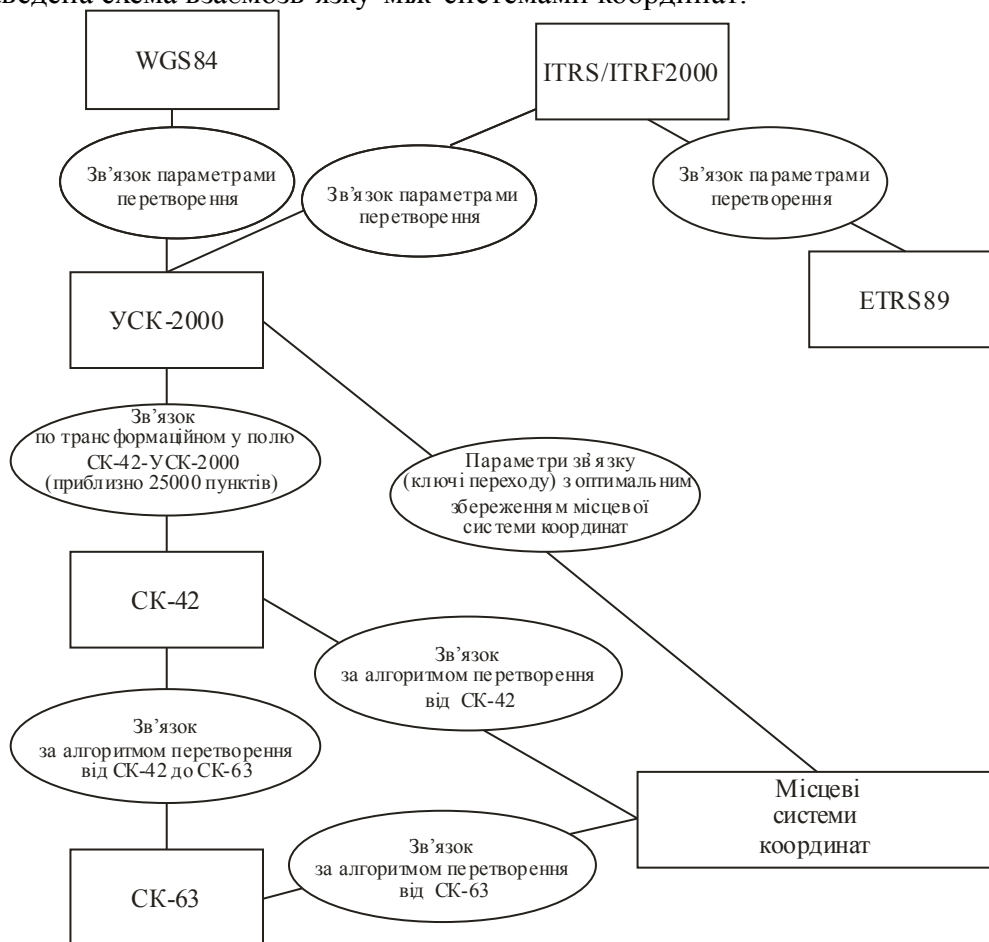 ведена схема взаємозв'язку між системами координат.
WGS84
ITRS/ITRF2000
Зв'язок параметрами
перетворення
Зв'язок параметрами
перетворення
Зв'язок параметрами
перетворення
УСК-2000
ETRS89
Зв'язок
по трансформаційному полю
СК-42-УСК-2000
(приблизно 25000 пунктів)
Параметри зв'язку
(ключі переходу) з оптимальним
збереженням місцевої
системи координат
СК-42
Зв'язок
за алгоритмом перетворення
від СК-42
Зв'язок
за алгоритмом перетворення
від СК-42 до СК-63
Місцеві
системи
координат
Зв'язок
за алгоритмом перетворення
від СК-63
СК-63